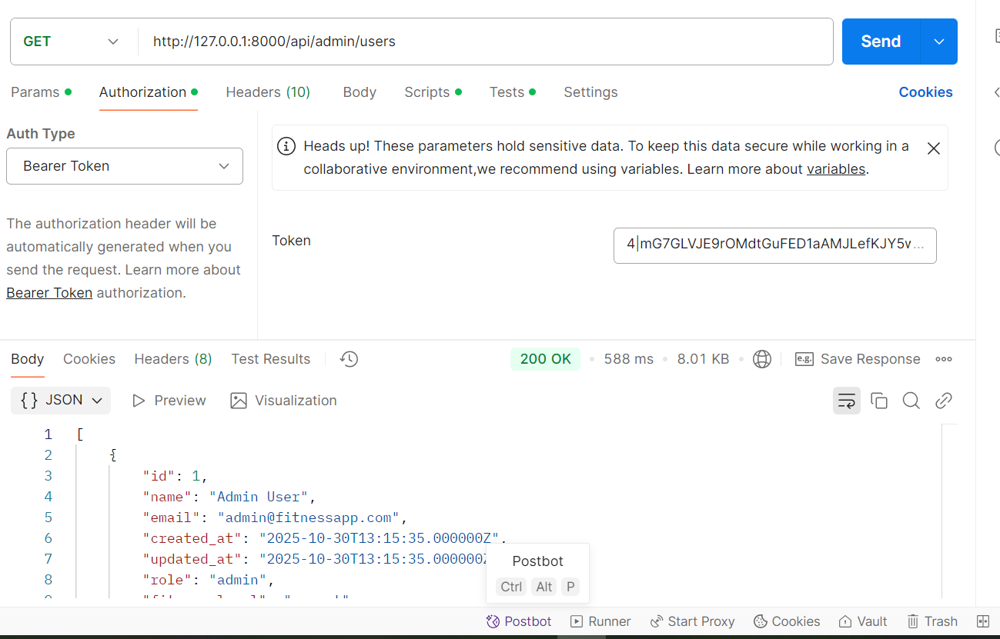 GET http://127.0.0.1:8000/api/admin/users Send
Params Authorization Headers (10) Body Scripts Tests Settings Cookies
Auth Type
Bearer Token
The authorization header will be
automatically generated when you
send the request. Learn more about
Bearer Token authorization.
Heads up! These parameters hold sensitive data. To keep this data secure while working in a
collaborative environment,we recommend using variables. Learn more about variables.
Token 4|mG7GLVJE9rOMdtGuFED1aAMJLefKJY5v...
Body Cookies Headers (8) Test Results 200 OK 588 ms 8.01 KB e.g. Save Response
{} JSON Preview Visualization
1 [
2 {
3 "id": 1,
4 "name": "Admin User",
5 "email": "admin@fitnessapp.com",
6 "created_at": "2025-10-30T13:15:35.000000Z",
7 "updated_at": "2025-10-30T13:15:35.000000Z
8 "role": "admin",
Postbot
Ctrl Alt P
Postbot Runner Start Proxy Cookies Vault Trash